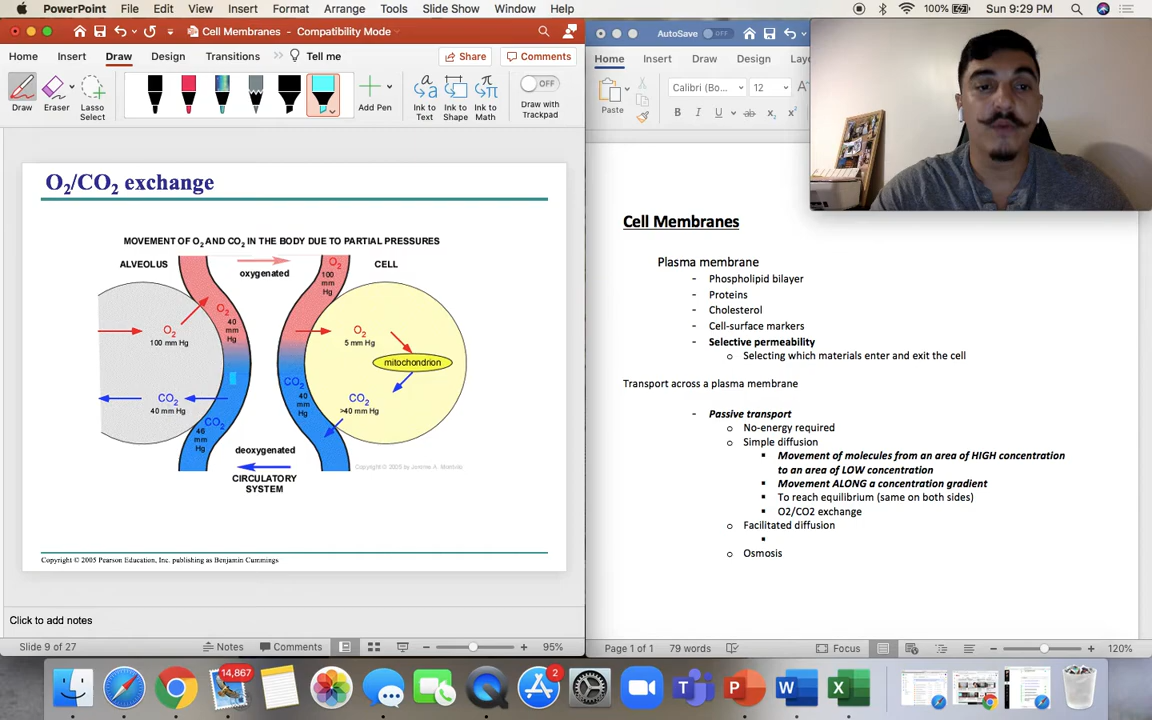 PowerPoint File Edit View Insert Format Arrange Tools Slide Show Window Help 100% Sun 9:29 PM
Cell Membranes - Compatibility Mode
Home Insert Draw Design Transitions Tell me Share Comments
Draw Eraser Lasso Select Add Pen Ink to Text Ink to Shape Ink to Math OFF Draw with Trackpad
O2/CO2 exchange
MOVEMENT OF O2 AND CO2 IN THE BODY DUE TO PARTIAL PRESSURES
ALVEOLUS
oxygenated
CELL
O2
100 mm Hg
O2
40 mm Hg
O2
100 mm Hg
O2
5 mm Hg
mitochondrion
CO2
40 mm Hg
CO2
46 mm Hg
CO2
40 mm Hg
CO2
>40 mm Hg
deoxygenated
CIRCULATORY
SYSTEM
Copyright © 2005 Pearson Education, Inc. publishing as Benjamin Cummings
Click to add notes
Slide 9 of 27 Notes Comments 95%
AutoSave OFF
Home Insert Draw Design
Paste Calibri (Bo... 12
B I U ab x2 x2
Cell Membranes
Plasma membrane
- Phospholipid bilayer
- Proteins
- Cholesterol
- Cell-surface markers
- Selective permeability
o Selecting which materials enter and exit the cell
Transport across a plasma membrane
- Passive transport
o No-energy required
o Simple diffusion
▪ Movement of molecules from an area of HIGH concentration
to an area of LOW concentration
▪ Movement ALONG a concentration gradient
▪ To reach equilibrium (same on both sides)
▪ O2/CO2 exchange
o Facilitated diffusion
▪
o Osmosis
Page 1 of 1 79 words Focus 120%
14,867
2